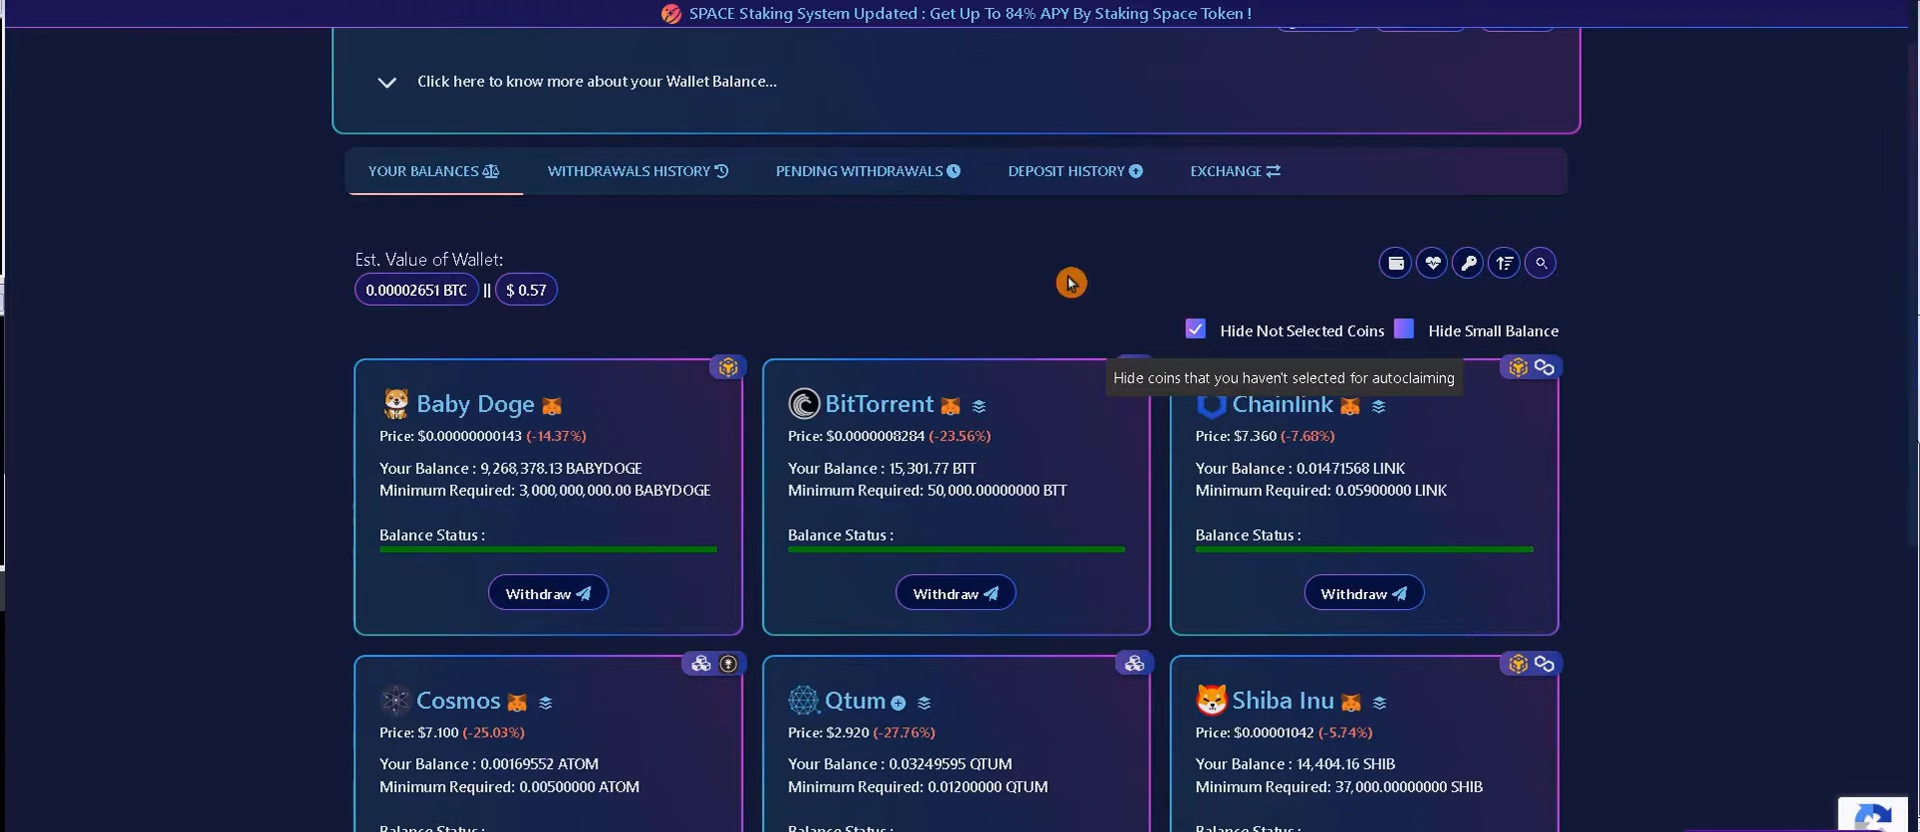 SPACE Staking System Updated : Get Up To 84% APY By Staking Space Token !
Click here to know more about your Wallet Balance...
YOUR BALANCES
WITHDRAWALS HISTORY
PENDING WITHDRAWALS
DEPOSIT HISTORY
EXCHANGE
Est. Value of Wallet:
0.00002651 BTC || $ 0.57
Hide Not Selected Coins
Hide Small Balance
Hide coins that you haven't selected for autoclaiming
Baby Doge
Price: $0.00000000143 (-14.37%)
Your Balance : 9,268,378.13 BABYDOGE
Minimum Required: 3,000,000,000.00 BABYDOGE
Balance Status :
Withdraw
BitTorrent
Price: $0.0000008284 (-23.56%)
Your Balance : 15,301.77 BTT
Minimum Required: 50,000.00000000 BTT
Balance Status :
Withdraw
Chainlink
Price: $7.360 (-7.68%)
Your Balance : 0.01471568 LINK
Minimum Required: 0.05900000 LINK
Balance Status :
Withdraw
Cosmos
Price: $7.100 (-25.03%)
Your Balance : 0.00169552 ATOM
Minimum Required: 0.00500000 ATOM
Balance Status :
Qtum
Price: $2.920 (-27.76%)
Your Balance : 0.03249595 QTUM
Minimum Required: 0.01200000 QTUM
Balance Status :
Shiba Inu
Price: $0.00001042 (-5.74%)
Your Balance : 14,404.16 SHIB
Minimum Required: 37,000.00000000 SHIB
Balance Status :